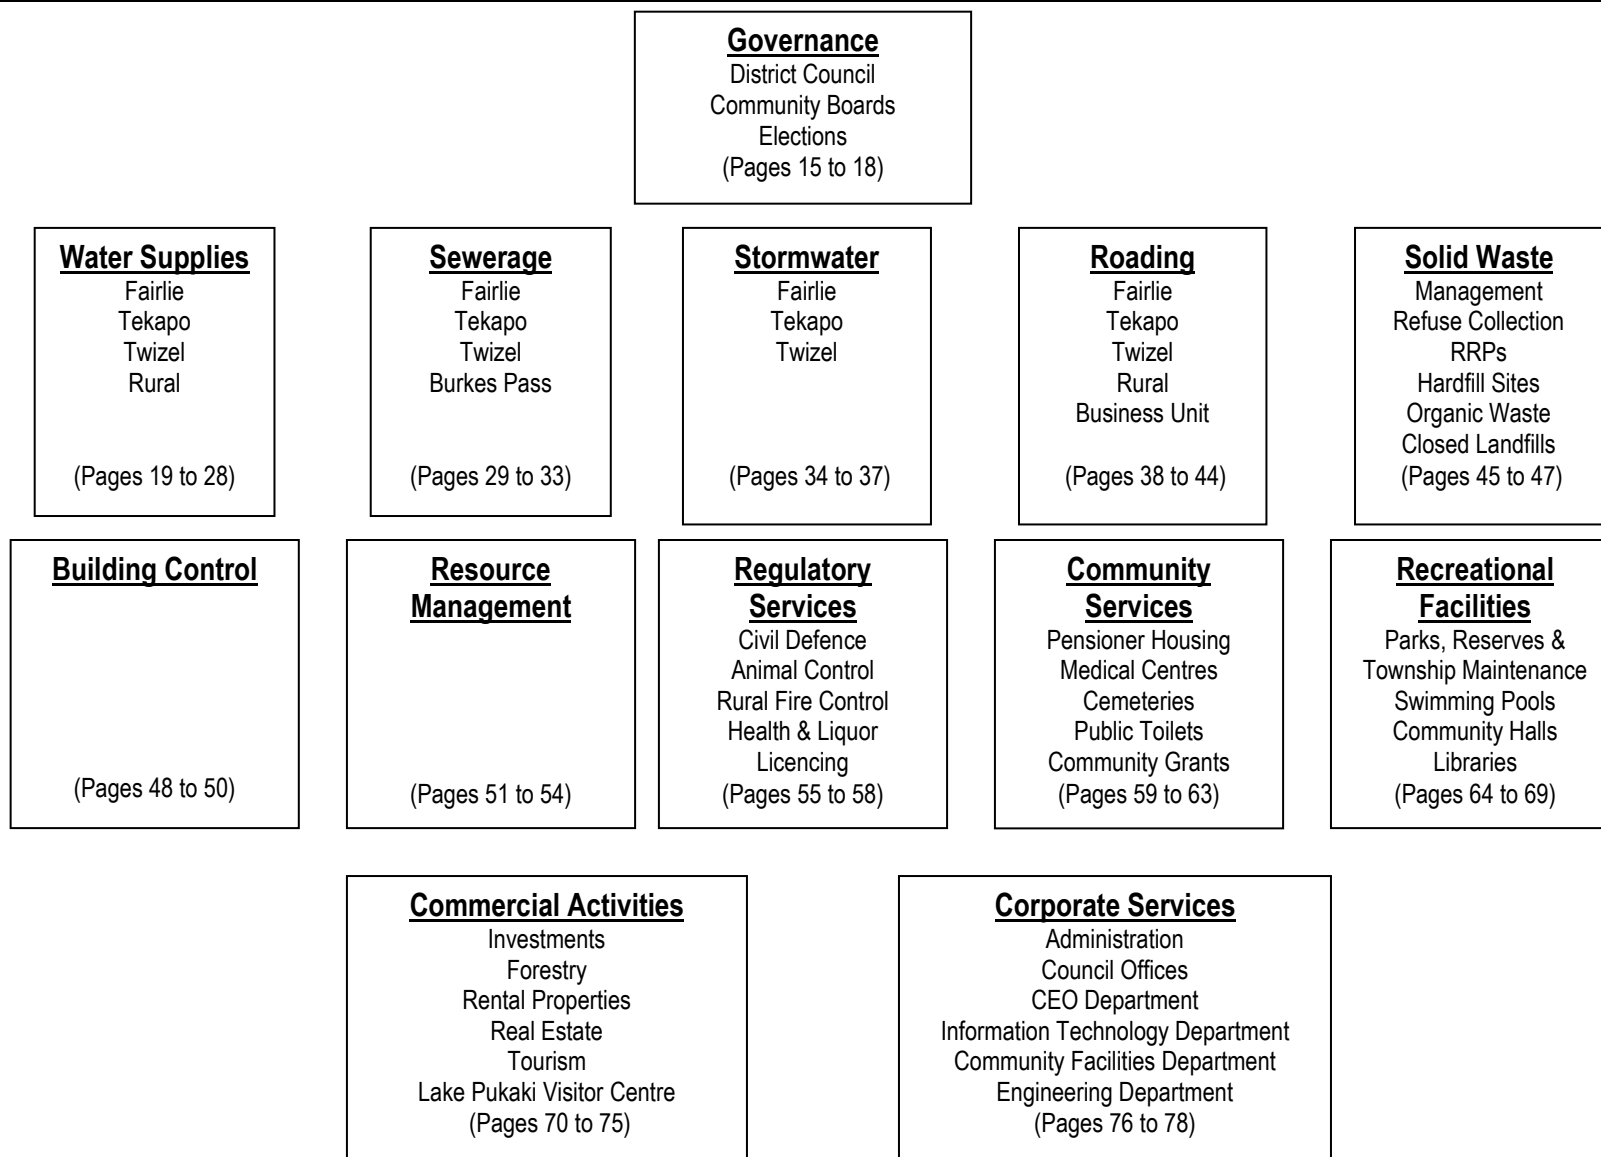 Governance
District Council
Community Boards
Elections
(Pages 15 to 18)
Water Supplies
Fairlie
Tekapo
Twizel
Rural
(Pages 19 to 28)
Sewerage
Fairlie
Tekapo
Twizel
Burkes Pass
(Pages 29 to 33)
Stormwater
Fairlie
Tekapo
Twizel
(Pages 34 to 37)
Roading
Fairlie
Tekapo
Twizel
Rural
Business Unit
(Pages 38 to 44)
Solid Waste
Management
Refuse Collection
RRPs
Hardfill Sites
Organic Waste
Closed Landfills
(Pages 45 to 47)
Building Control
(Pages 48 to 50)
Resource
Management
(Pages 51 to 54)
Regulatory
Services
Civil Defence
Animal Control
Rural Fire Control
Health & Liquor
Licencing
(Pages 55 to 58)
Community
Services
Pensioner Housing
Medical Centres
Cemeteries
Public Toilets
Community Grants
(Pages 59 to 63)
Recreational
Facilities
Parks, Reserves &
Township Maintenance
Swimming Pools
Community Halls
Libraries
(Pages 64 to 69)
Commercial Activities
Investments
Forestry
Rental Properties
Real Estate
Tourism
Lake Pukaki Visitor Centre
(Pages 70 to 75)
Corporate Services
Administration
Council Offices
CEO Department
Information Technology Department
Community Facilities Department
Engineering Department
(Pages 76 to 78)